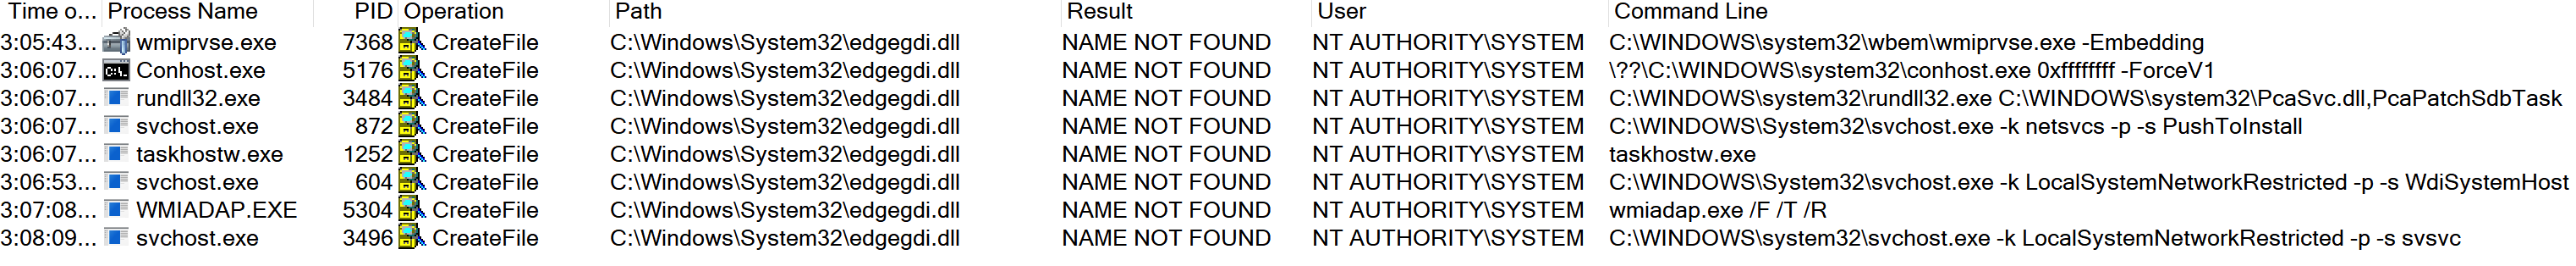 Time o... Process Name PID Operation Path Result User Command Line
3:05:43... wmiprvse.exe 7368 CreateFile C:\Windows\System32\edgegdi.dll NAME NOT FOUND NT AUTHORITY\SYSTEM C:\WINDOWS\system32\wbem\wmiprvse.exe -Embedding
3:06:07... Conhost.exe 5176 CreateFile C:\Windows\System32\edgegdi.dll NAME NOT FOUND NT AUTHORITY\SYSTEM \??\C:\WINDOWS\system32\conhost.exe 0xffffffff -ForceV1
3:06:07... rundll32.exe 3484 CreateFile C:\Windows\System32\edgegdi.dll NAME NOT FOUND NT AUTHORITY\SYSTEM C:\WINDOWS\system32\rundll32.exe C:\WINDOWS\system32\PcaSvc.dll,PcaPatchSdbTask
3:06:07... svchost.exe 872 CreateFile C:\Windows\System32\edgegdi.dll NAME NOT FOUND NT AUTHORITY\SYSTEM C:\WINDOWS\System32\svchost.exe -k netsvcs -p -s PushToInstall
3:06:07... taskhostw.exe 1252 CreateFile C:\Windows\System32\edgegdi.dll NAME NOT FOUND NT AUTHORITY\SYSTEM taskhostw.exe
3:06:53... svchost.exe 604 CreateFile C:\Windows\System32\edgegdi.dll NAME NOT FOUND NT AUTHORITY\SYSTEM C:\WINDOWS\System32\svchost.exe -k LocalSystemNetworkRestricted -p -s WdiSystemHost
3:07:08... WMIADAP.EXE 5304 CreateFile C:\Windows\System32\edgegdi.dll NAME NOT FOUND NT AUTHORITY\SYSTEM wmiadap.exe /F /T /R
3:08:09... svchost.exe 3496 CreateFile C:\Windows\System32\edgegdi.dll NAME NOT FOUND NT AUTHORITY\SYSTEM C:\WINDOWS\system32\svchost.exe -k LocalSystemNetworkRestricted -p -s svsvc